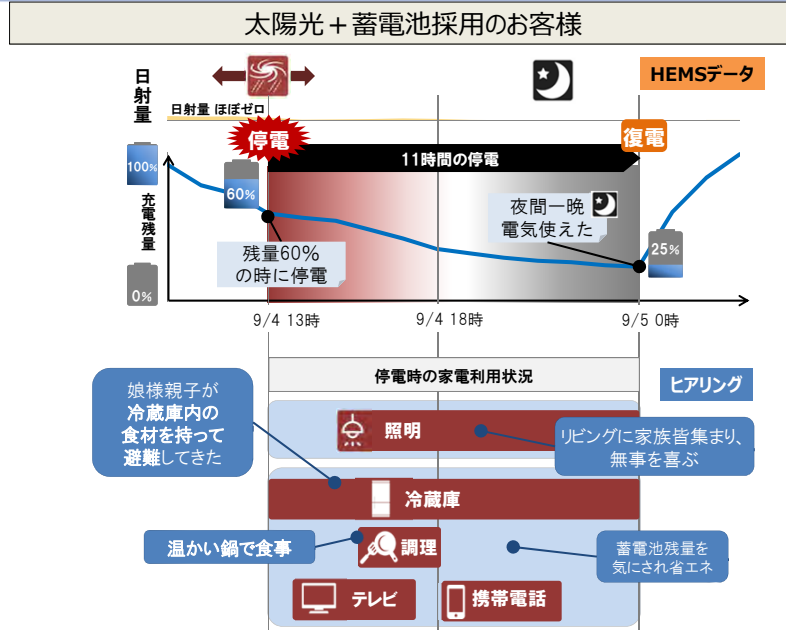 太陽光＋蓄電池採用のお客様
HEMSデータ
日射量
日射量 ほぼゼロ
停電
復電
11時間の停電
100%
60%
充電残量
夜間一晩
電気使えた
残量60%
の時に停電
25%
0%
9/4 13時
9/4 18時
9/5 0時
停電時の家電利用状況
ヒアリング
娘様親子が
冷蔵庫内の
食材を持って
避難してきた
照明
リビングに家族皆集まり、
無事を喜ぶ
冷蔵庫
温かい鍋で食事
調理
蓄電池残量を
気にされ省エネ
テレビ
携帯電話